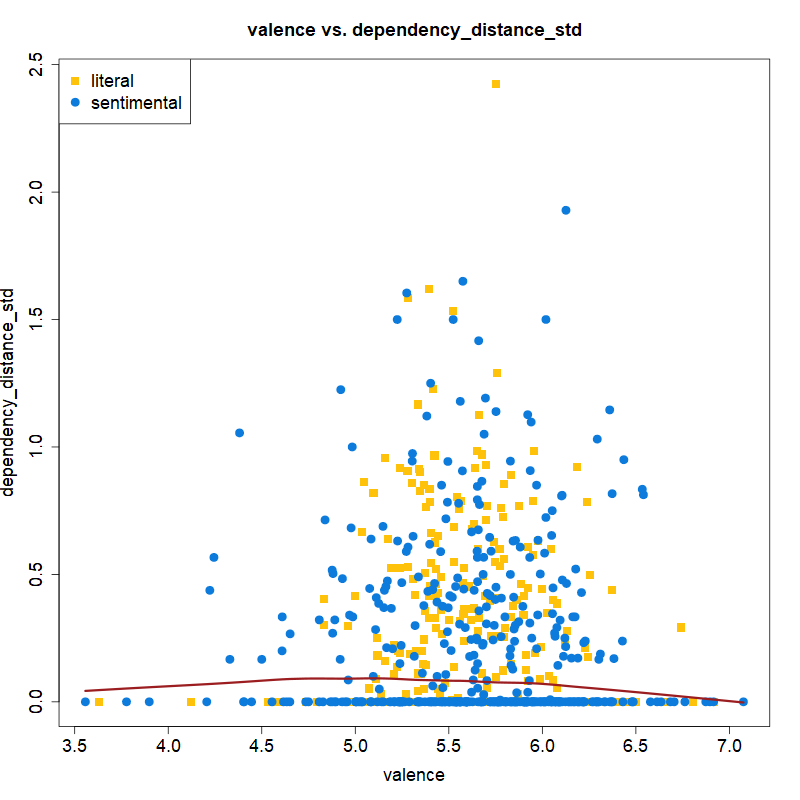 valence vs. dependency_distance_std
literal
sentimental
dependency_distance_std
2.5
2.0
1.5
1.0
0.5
0.0
3.5 4.0 4.5 5.0 5.5 6.0 6.5 7.0
valence